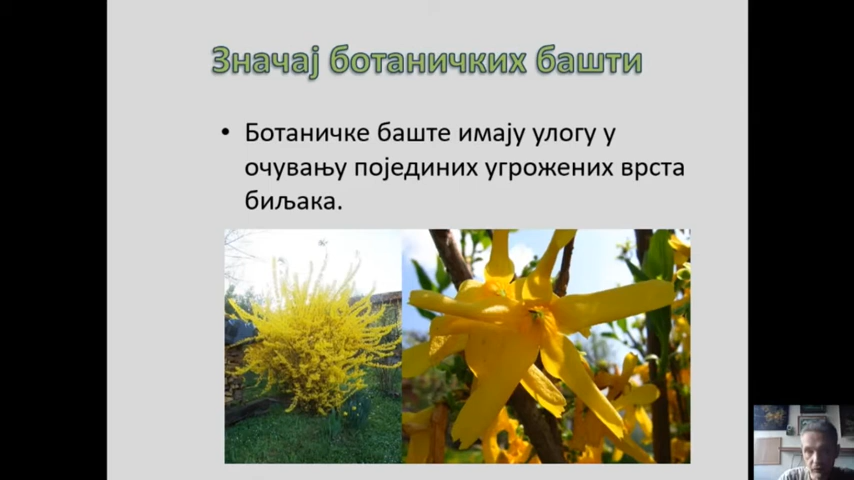 Значај ботаничких башти
• Ботаничке баште имају улогу у
очувању појединих угрожених врста
биљака.